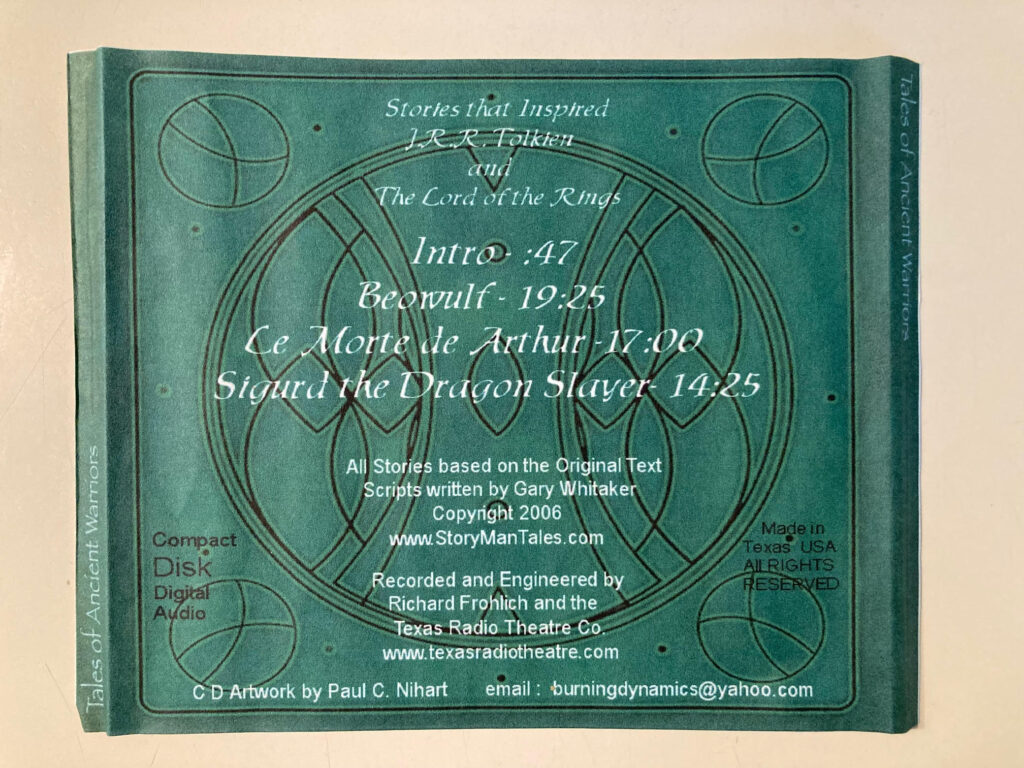 Stories that Inspired
J.R.R. Tolkien
and
The Lord of the Rings
Intro - :47
Beowulf - 19:25
Le Morte de Arthur -17:00
Sigurd the Dragon Slayer- 14:25
All Stories based on the Original Text
Scripts written by Gary Whitaker
Copyright 2006
www.StoryManTales.com
Compact
Disk
Digital
Audio
Made in
Texas USA
All RIGHTS
RESERVED
Recorded and Engineered by
Richard Frohlich and the
Texas Radio Theatre Co.
www.texasradiotheatre.com
C D Artwork by Paul C. Nihart email : burningdynamics@yahoo.com
Tales of Ancient Warriors
Tales of Ancient Warriors